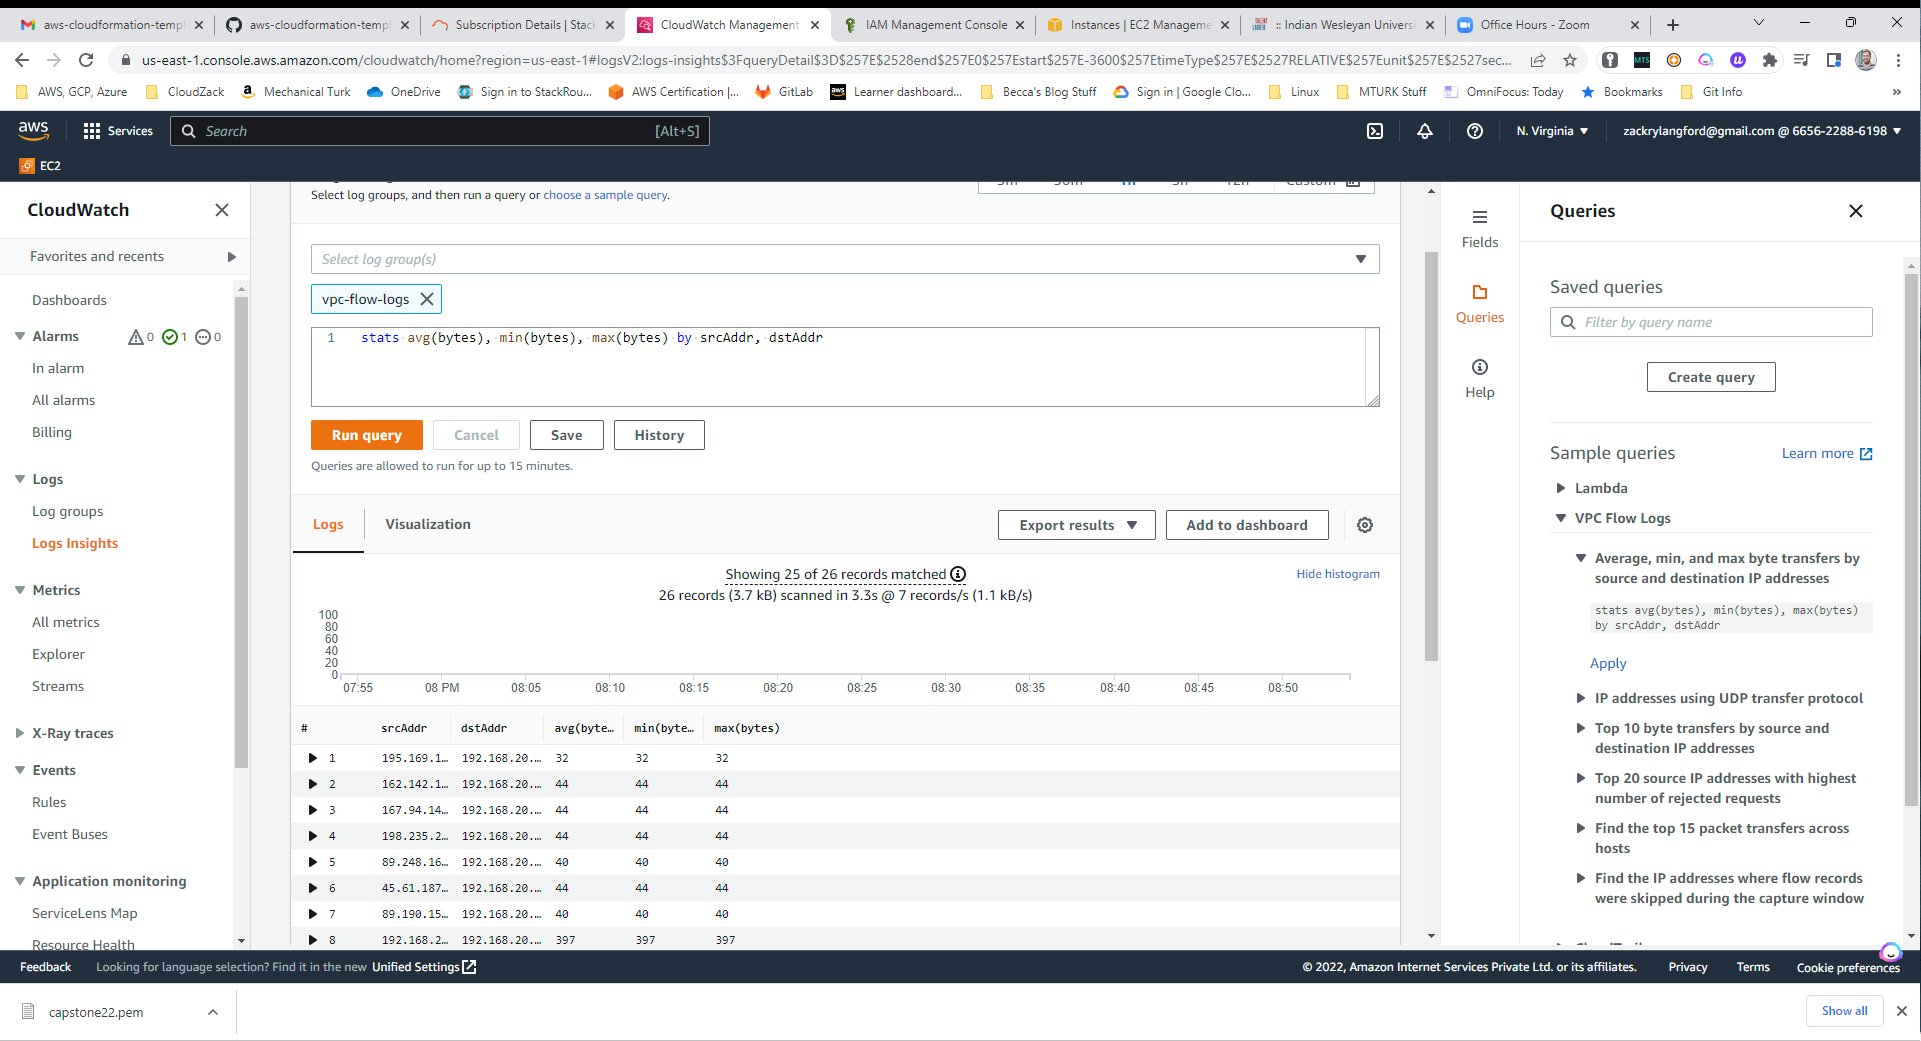 aws-cloudformation-templ
aws-cloudformation-templ
Subscription Details | Stack
CloudWatch Management
IAM Management Console
Instances | EC2 Manageme
:: Indian Wesleyan Universi
Office Hours - Zoom
us-east-1.console.aws.amazon.com/cloudwatch/home?region=us-east-1#logsV2:logs-insights$3FqueryDetail$3D$257E$2528end$257E0$257Estart$257E-3600$257EtimeType$257E$2527RELATIVE$257Eunit$257E$2527sec...
AWS, GCP, Azure
CloudZack
Mechanical Turk
OneDrive
Sign in to StackRou...
AWS Certification |...
GitLab
Learner dashboard...
Becca's Blog Stuff
Sign in | Google Clo...
Linux
MTURK Stuff
OmniFocus: Today
Bookmarks
Git Info
»
aws
Services
Search
[Alt+S]
N. Virginia
zackrylangford@gmail.com @ 6656-2288-6198
EC2
CloudWatch
Favorites and recents
Dashboards
Alarms
0
1
0
In alarm
All alarms
Billing
Logs
Log groups
Logs Insights
Metrics
All metrics
Explorer
Streams
X-Ray traces
Events
Rules
Event Buses
Application monitoring
ServiceLens Map
Resource Health
Select log groups, and then run a query or choose a sample query.
Custom
Select log group(s)
vpc-flow-logs
1 stats avg(bytes), min(bytes), max(bytes) by srcAddr, dstAddr
Run query
Cancel
Save
History
Queries are allowed to run for up to 15 minutes.
Logs
Visualization
Export results
Add to dashboard
Showing 25 of 26 records matched
Hide histogram
26 records (3.7 kB) scanned in 3.3s @ 7 records/s (1.1 kB/s)
100
80
60
40
20
0
07:55 08 PM 08:05 08:10 08:15 08:20 08:25 08:30 08:35 08:40 08:45 08:50
# srcAddr dstAddr avg(byte... min(byte... max(bytes)
1 195.169.1... 192.168.20.... 32 32 32
2 162.142.1... 192.168.20.... 44 44 44
3 167.94.14... 192.168.20.... 44 44 44
4 198.235.2... 192.168.20.... 44 44 44
5 89.248.16... 192.168.20.... 40 40 40
6 45.61.187... 192.168.20.... 44 44 44
7 89.190.15... 192.168.20.... 40 40 40
8 192.168.2... 192.168.20.... 397 397 397
Fields
Queries
Help
Queries
Saved queries
Filter by query name
Create query
Sample queries
Learn more
Lambda
VPC Flow Logs
Average, min, and max byte transfers by
source and destination IP addresses
stats avg(bytes), min(bytes), max(bytes)
by srcAddr, dstAddr
Apply
IP addresses using UDP transfer protocol
Top 10 byte transfers by source and
destination IP addresses
Top 20 source IP addresses with highest
number of rejected requests
Find the top 15 packet transfers across
hosts
Find the IP addresses where flow records
were skipped during the capture window
Feedback
Looking for language selection? Find it in the new Unified Settings
© 2022, Amazon Internet Services Private Ltd. or its affiliates.
Privacy
Terms
Cookie preferences
capstone22.pem
Show all